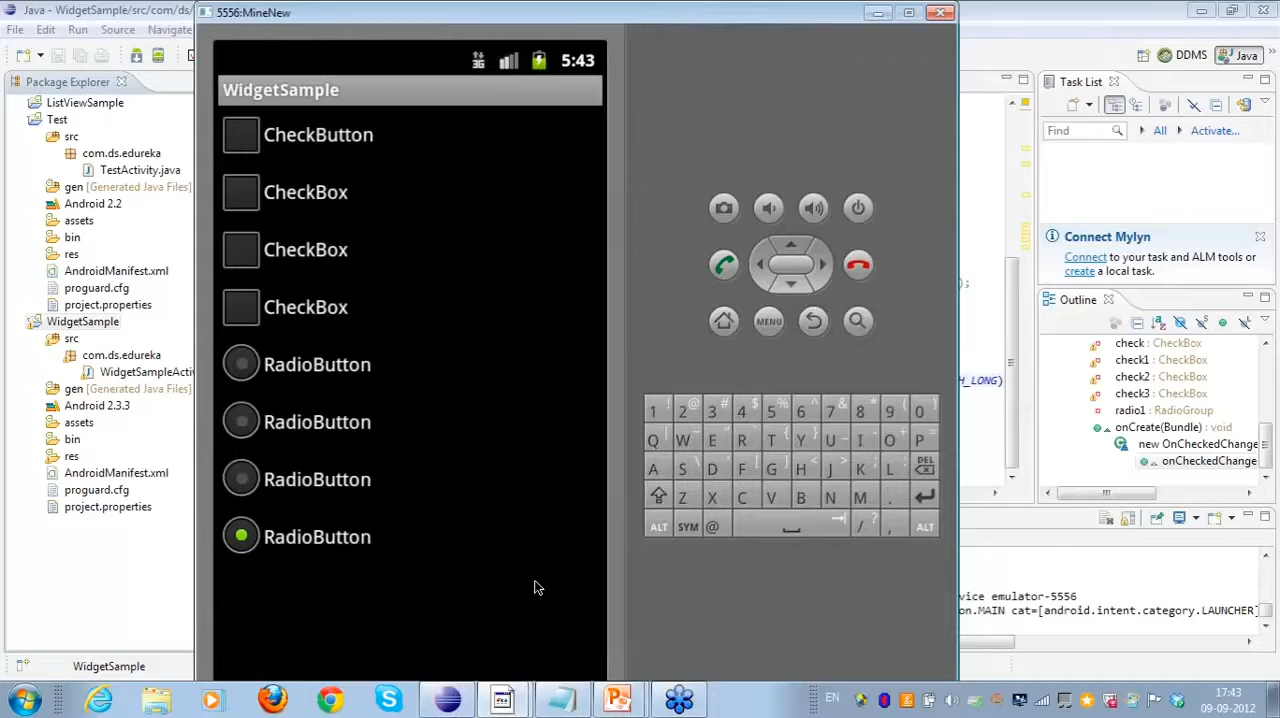 Java - WidgetSample/src/com/ds/
5556:MineNew
File Edit Run Source Navigate
DDMS
Java
Package Explorer
ListViewSample
Test
src
com.ds.edureka
TestActivity.java
gen [Generated Java Files]
Android 2.2
assets
bin
res
AndroidManifest.xml
proguard.cfg
project.properties
WidgetSample
src
com.ds.edureka
WidgetSampleActiv
gen [Generated Java Files]
Android 2.3.3
assets
bin
res
AndroidManifest.xml
proguard.cfg
project.properties
WidgetSample
3G
5:43
WidgetSample
CheckButton
CheckBox
CheckBox
CheckBox
RadioButton
RadioButton
RadioButton
RadioButton
MENU
1 ! 2 @ 3 # 4 $ 5 % 6 ^ 7 & 8 * 9 ( 0 )
Q W ~ E R T { Y } U _ I - O + P =
A S \ D ' F [ G ] H < J > K ; L : DEL
Z X C V B N M .
ALT SYM @ / ? , ALT
Task List
Find
All
Activate...
Connect Mylyn
Connect to your task and ALM tools or
create a local task.
Outline
check : CheckBox
check1 : CheckBox
check2 : CheckBox
check3 : CheckBox
radio1 : RadioGroup
onCreate(Bundle) : void
new OnCheckedChange
onCheckedChange
);
H_LONG)
vice emulator-5556
on.MAIN cat=[android.intent.category.LAUNCHER]
EN
17:43
09-09-2012